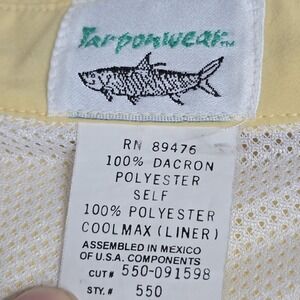 Tarponwear™
RN 89476
100% DACRON
POLYESTER
SELF
100% POLYESTER
COOLMAX (LINER)
ASSEMBLED IN MEXICO
OF U.S.A. COMPONENTS
CUT# 550-091598
STY.# 550